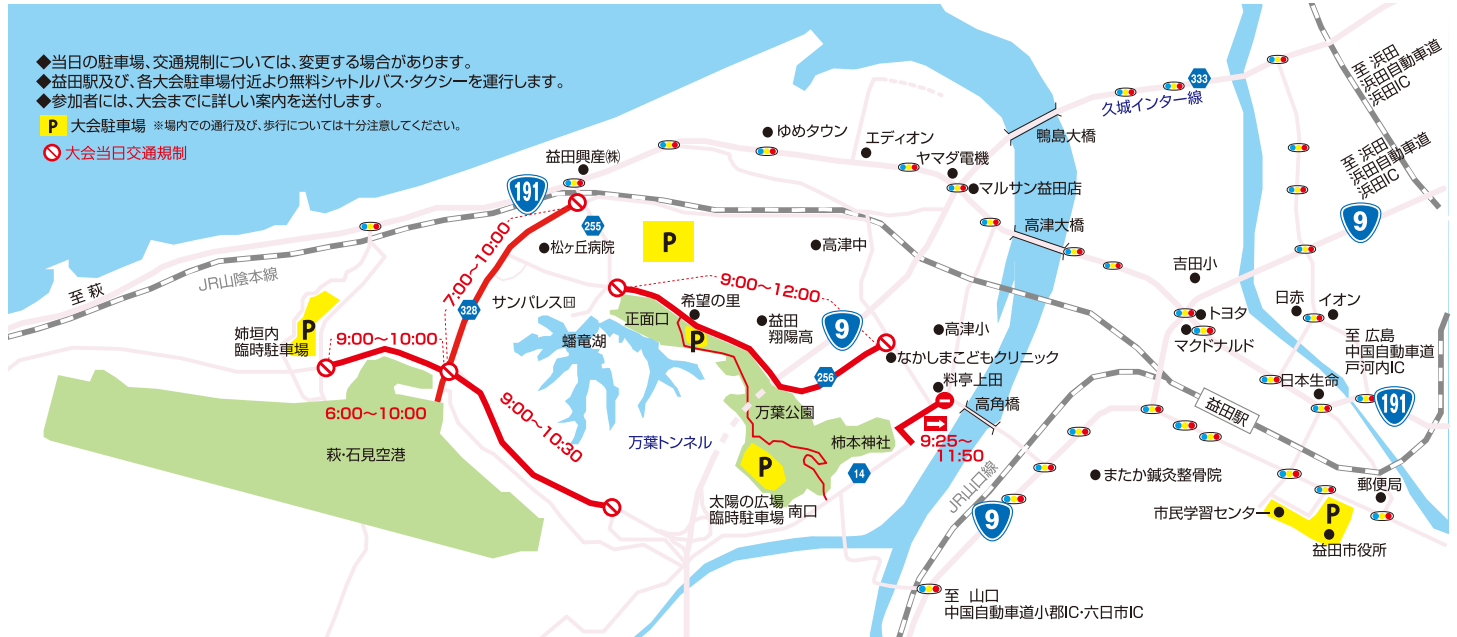 ◆当日の駐車場、交通規制については、変更する場合があります。
◆益田駅及び、各大会駐車場付近より無料シャトルバス・タクシーを運行します。
◆参加者には、大会までに詳しい案内を送付します。
P 大会駐車場 ※場内での通行及び、歩行については十分注意してください。
大会当日交通規制
至 浜田
浜田自動車道
浜田IC
333
久城インター線
鴨島大橋
ゆめタウン
エディオン
ヤマダ電機
マルサン益田店
益田興産㈱
191
255
松ヶ丘病院
P
高津中
高津大橋
至 浜田
浜田自動車道
浜田IC
9
吉田小
至 萩
JR山陰本線
7:00〜10:00
サンパレスH
328
9:00〜12:00
希望の里
正面口
P
益田
翔陽高
9
高津小
トヨタ
マクドナルド
日赤
イオン
至 広島
中国自動車道
戸河内IC
姉垣内
臨時駐車場
P
9:00〜10:00
蟠竜湖
なかしまこどもクリニック
256
料亭上田
高角橋
益田駅
日本生命
191
6:00〜10:00
9:00〜10:30
萩・石見空港
万葉公園
万葉トンネル
柿本神社
9:25〜
11:50
P
14
太陽の広場
臨時駐車場
南口
JR山口線
またか鍼灸整骨院
9
郵便局
市民学習センター
P
益田市役所
至 山口
中国自動車道小郡IC・六日市IC